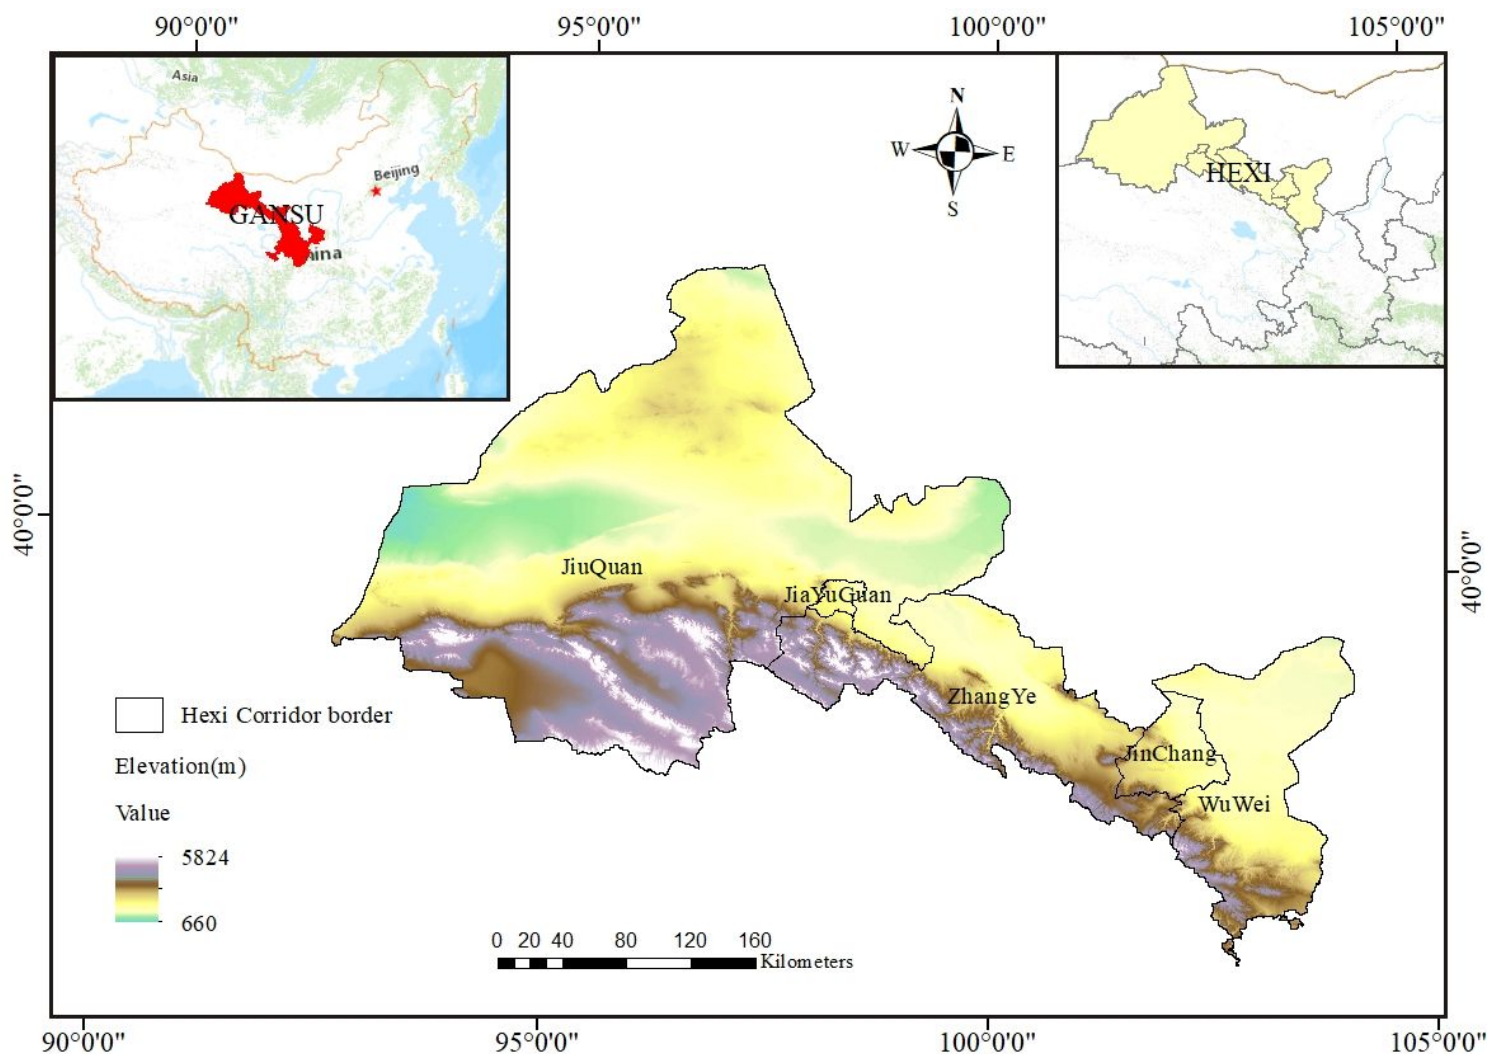 90°0'0" 95°0'0" 100°0'0" 105°0'0"
Asia
Beijing
GANSU
ina
N
W E
S
HEXI
40°0'0"
40°0'0"
JiuQuan
JiaYuGuan
ZhangYe
JinChang
WuWei
Hexi Corridor border
Elevation(m)
Value
5824
660
0 20 40 80 120 160
Kilometers
90°0'0" 95°0'0" 100°0'0" 105°0'0"